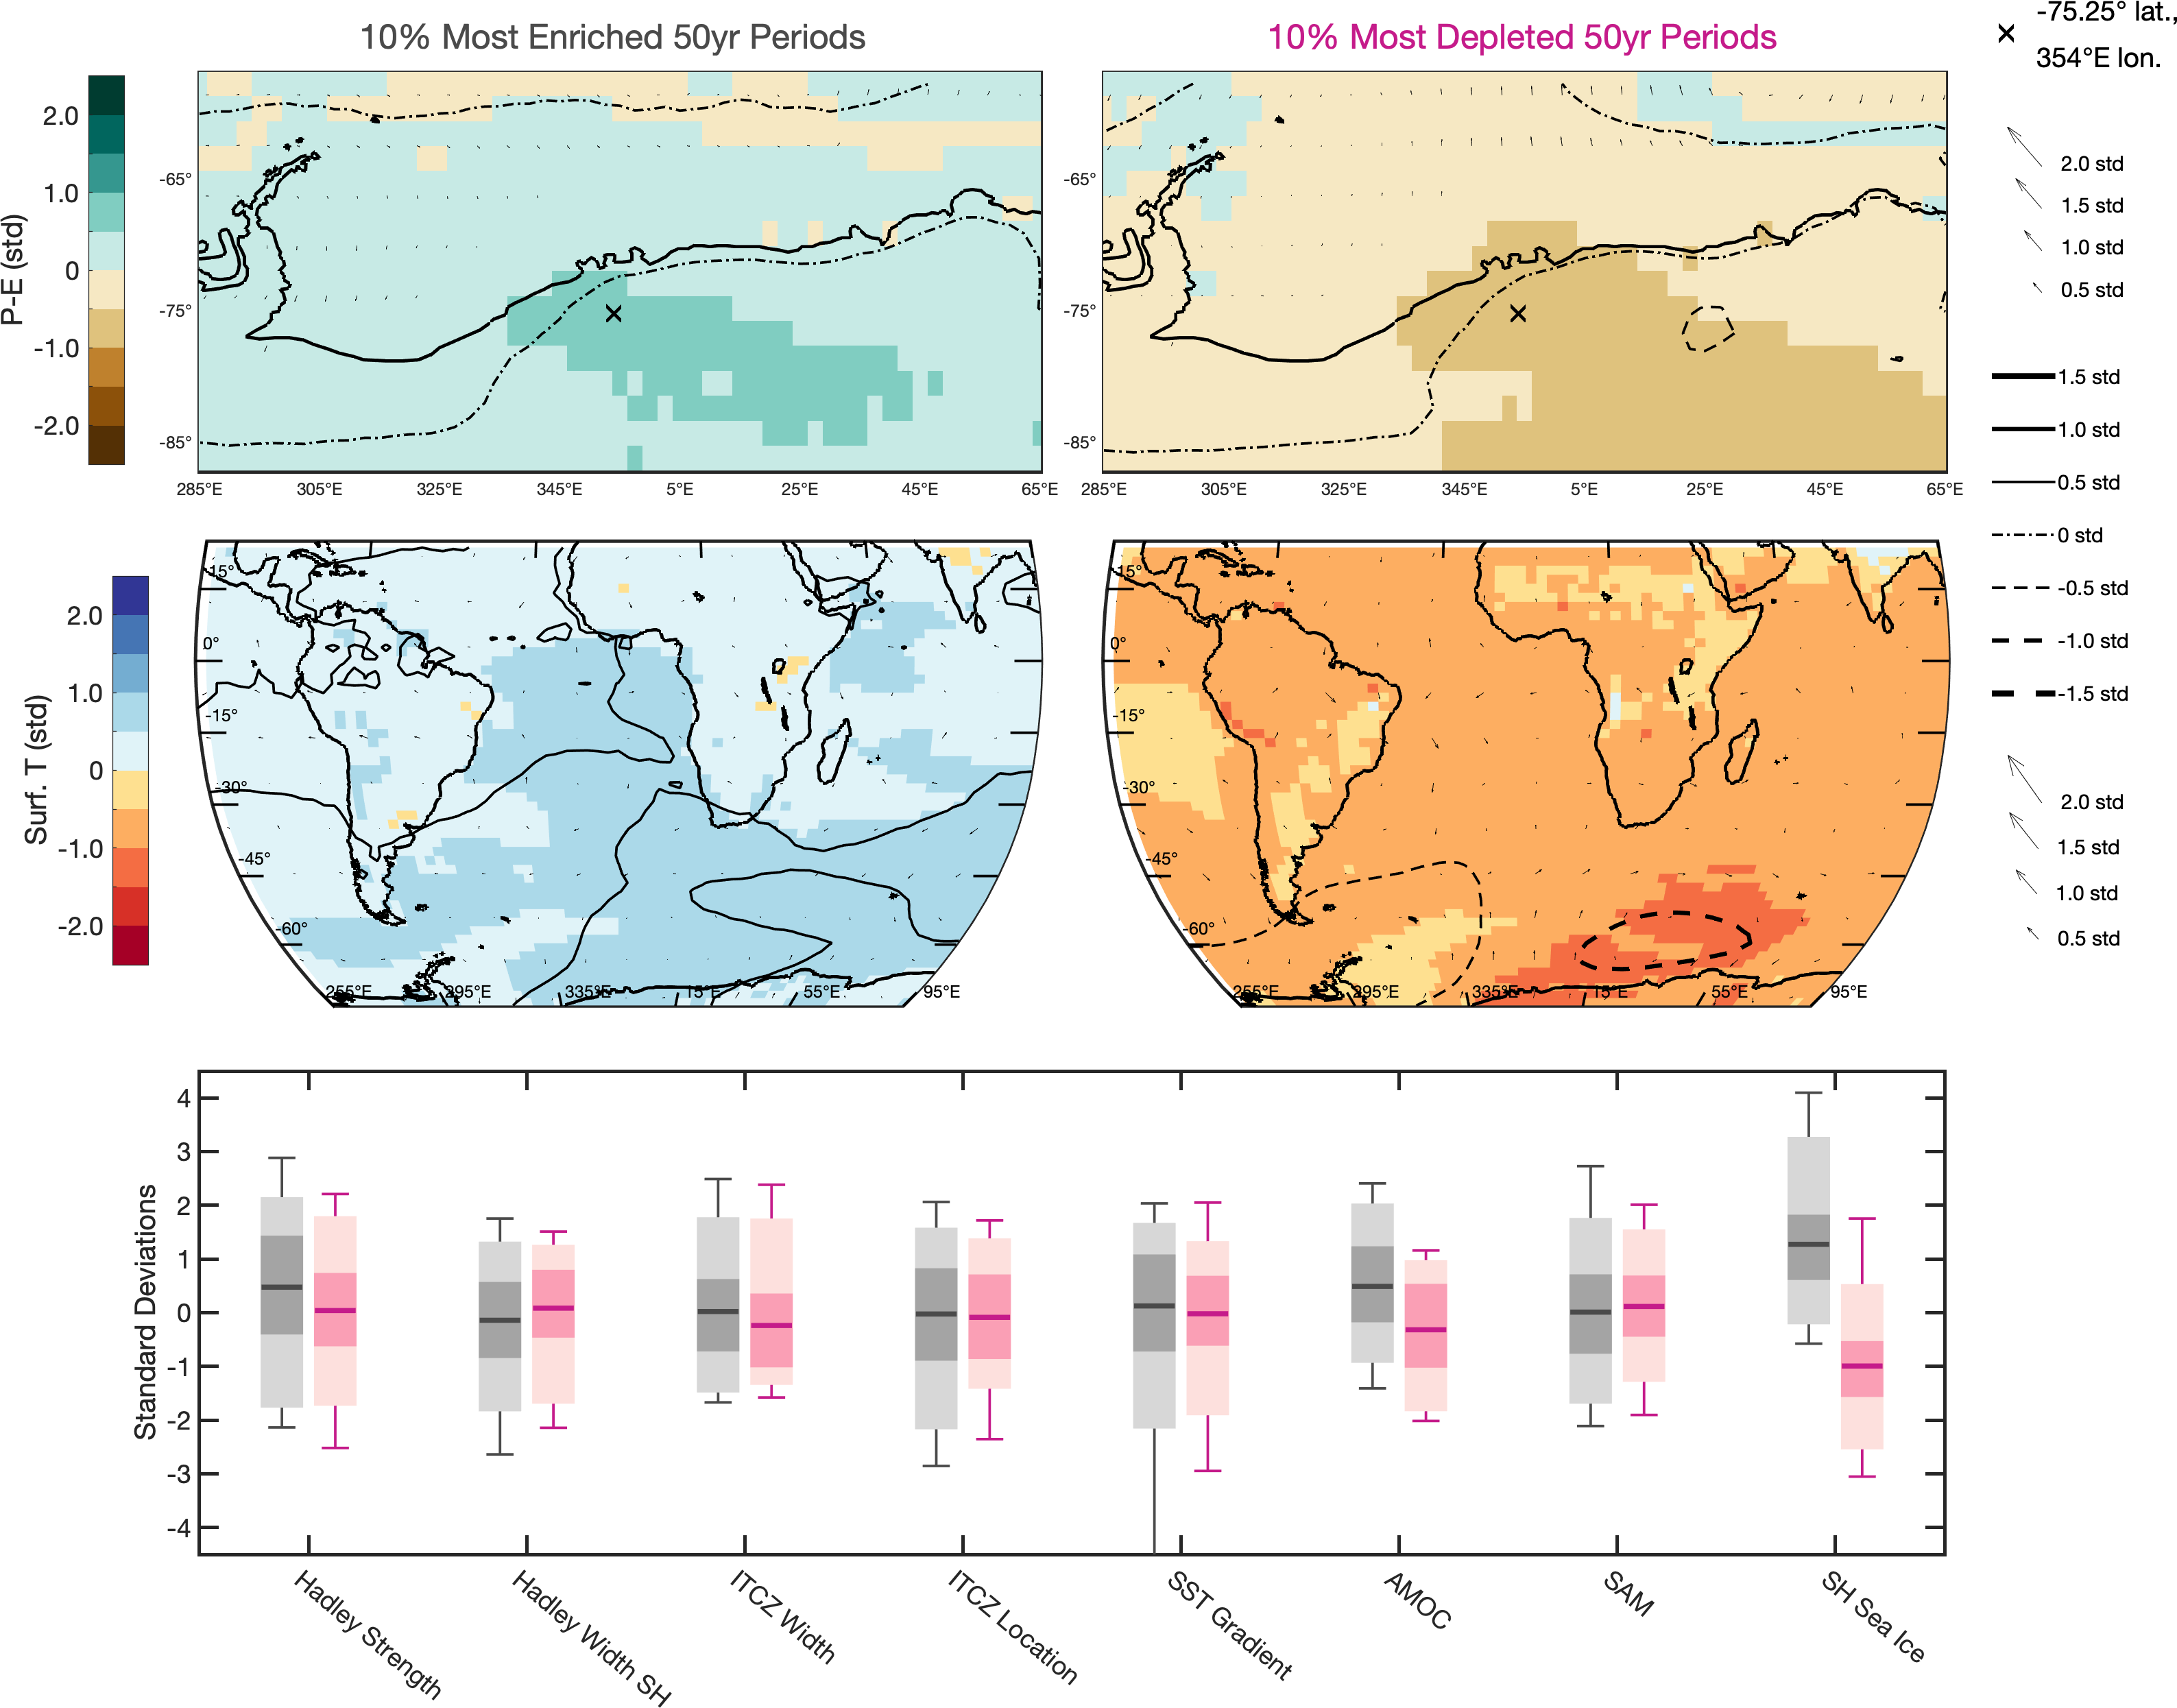 10% Most Enriched 50yr Periods
10% Most Depleted 50yr Periods
-75.25° lat.,
354°E lon.
P-E (std)
2.0
1.0
0
-1.0
-2.0
-65°
-75°
-85°
285°E 305°E 325°E 345°E 5°E 25°E 45°E 65°E
-65°
-75°
-85°
285°E 305°E 325°E 345°E 5°E 25°E 45°E 65°E
2.0 std
1.5 std
1.0 std
0.5 std
1.5 std
1.0 std
0.5 std
0 std
-0.5 std
-1.0 std
-1.5 std
Surf. T (std)
2.0
1.0
0
-1.0
-2.0
15°
0°
-15°
-30°
-45°
-60°
255°E 295°E 335°E 15°E 55°E 95°E
15°
0°
-15°
-30°
-45°
-60°
255°E 295°E 335°E 15°E 55°E 95°E
2.0 std
1.5 std
1.0 std
0.5 std
Standard Deviations
4
3
2
1
0
-1
-2
-3
-4
Hadley Strength
Hadley Width SH
ITCZ Width
ITCZ Location
SST Gradient
AMOC
SAM
SH Sea Ice